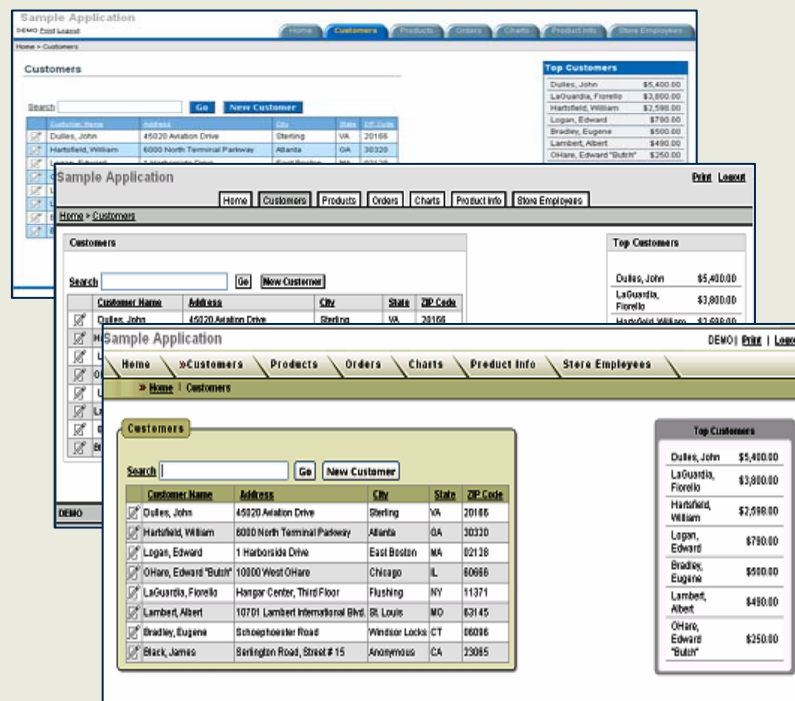 Sample Application
DEMO Print Logout
Home Customers Products Orders Charts Product Info Store Employees
Home > Customers
Customers
Search Go New Customer
Customer Name Address City State ZIP Code
Dulles, John 45020 Aviation Drive Sterling VA 20166
Hartsfield, William 6000 North Terminal Parkway Atlanta GA 30320
Top Customers
Dulles, John $5,400.00
LaGuardia, Fiorello $3,800.00
Hartsfield, William $2,598.00
Logan, Edward $790.00
Bradley, Eugene $500.00
Lambert, Albert $490.00
OHare, Edward "Butch" $250.00
Sample Application
Print Logout
Home Customers Products Orders Charts Product Info Store Employees
Home > Customers
Customers
Search Go New Customer
Customer Name Address City State ZIP Code
Dulles, John 45020 Aviation Drive Sterling VA 20166
Top Customers
Dulles, John $5,400.00
LaGuardia,
Fiorello $3,800.00
Hartsfield, William $2,598.00
DEMO
Sample Application
DEMO | Print |
Home »Customers Products Orders Charts Product Info Store Employees
» Home | Customers
Customers
Search Go New Customer
Customer Name Address City State ZIP Code
Dulles, John 45020 Aviation Drive Sterling VA 20166
Hartsfield, William 6000 North Terminal Parkway Atlanta GA 30320
Logan, Edward 1 Harborside Drive East Boston MA 02128
OHare, Edward "Butch" 10000 West OHare Chicago IL 60666
LaGuardia, Fiorello Hangar Center, Third Floor Flushing NY 11371
Lambert, Albert 10701 Lambert International Blvd. St. Louis MO 63145
Bradley, Eugene Schoephoester Road Windsor Locks CT 06096
Black, James Serlington Road, Street # 15 Anonymous CA 23065
Top Customers
Dulles, John $5,400.00
LaGuardia,
Fiorello $3,800.00
Hartsfield,
William $2,598.00
Logan,
Edward $790.00
Bradley,
Eugene $500.00
Lambert,
Albert $490.00
OHare,
Edward
"Butch" $250.00